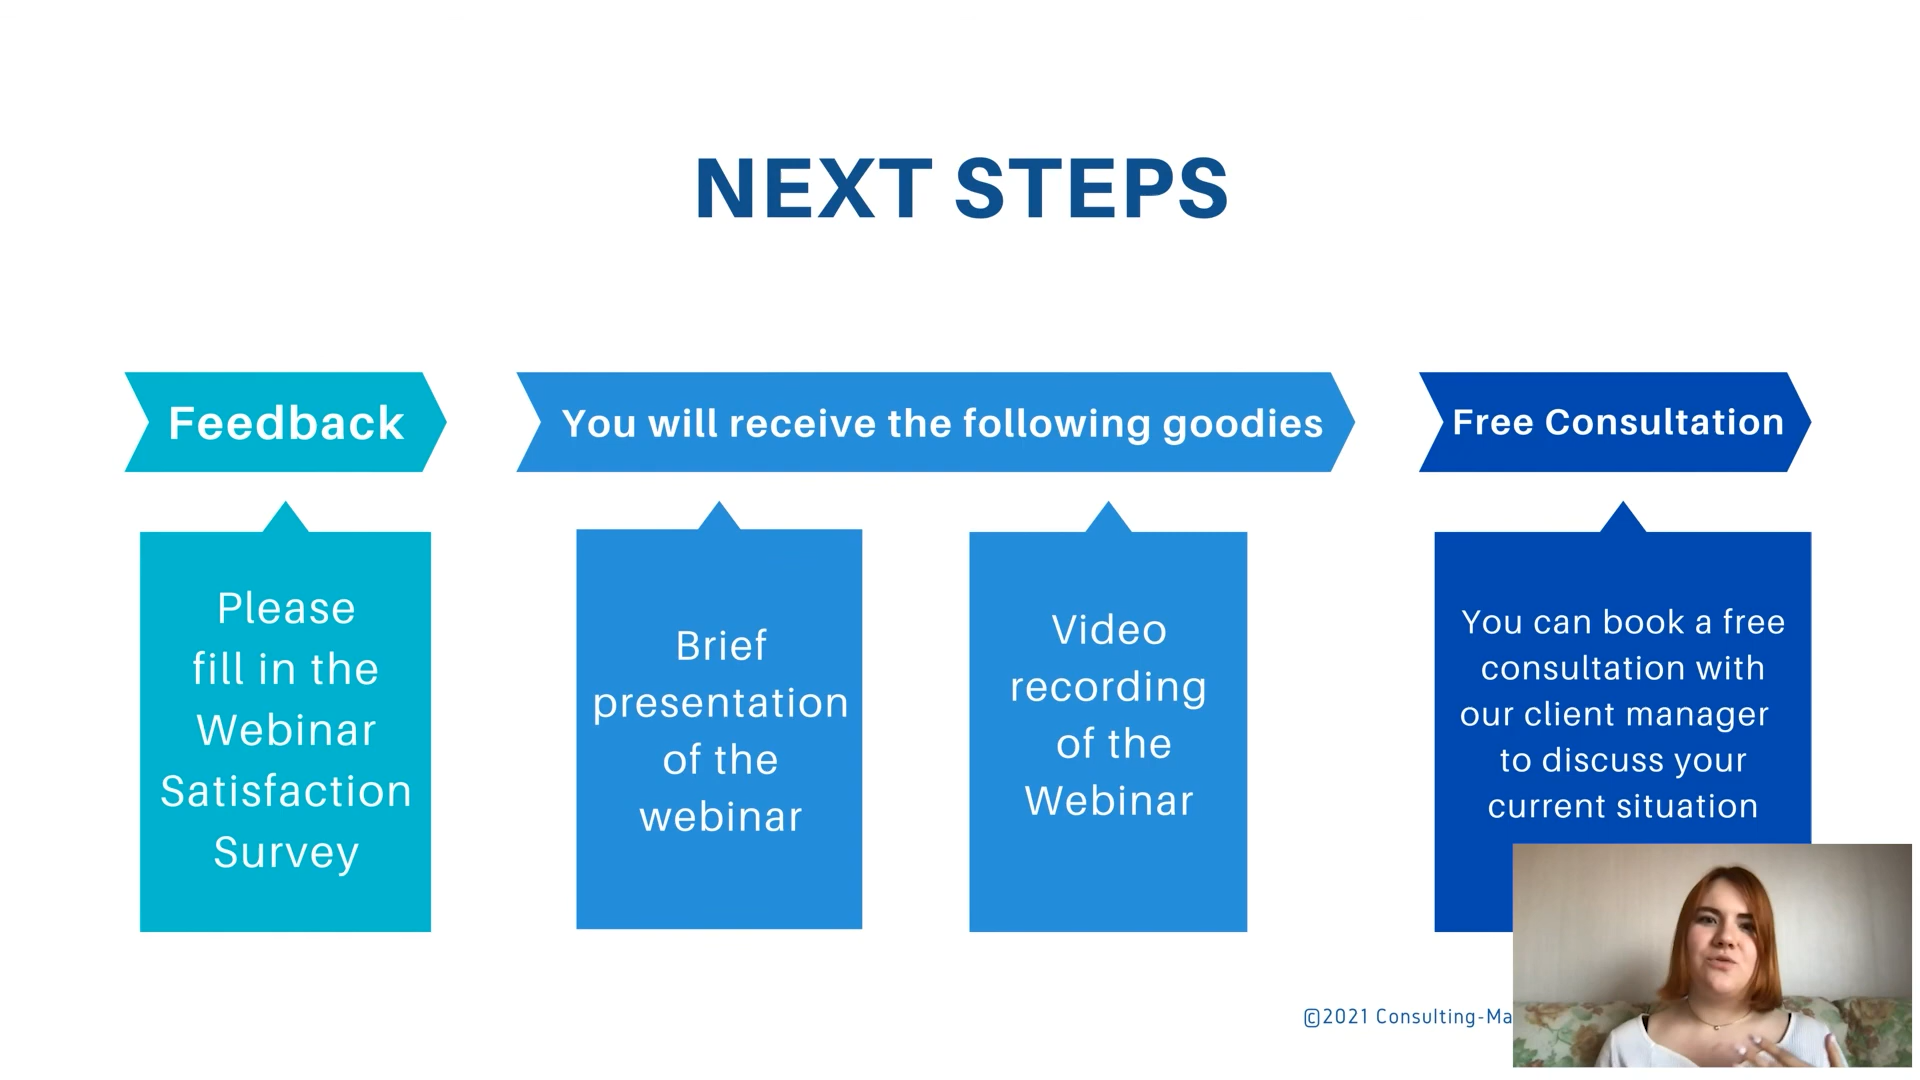 NEXT STEPS
Feedback
Please
fill in the
Webinar
Satisfaction
Survey
You will receive the following goodies
Brief
presentation
of the
webinar
Video
recording
of the
Webinar
Free Consultation
You can book a free
consultation with
our client manager
to discuss your
current situation
©2021 Consulting-Ma